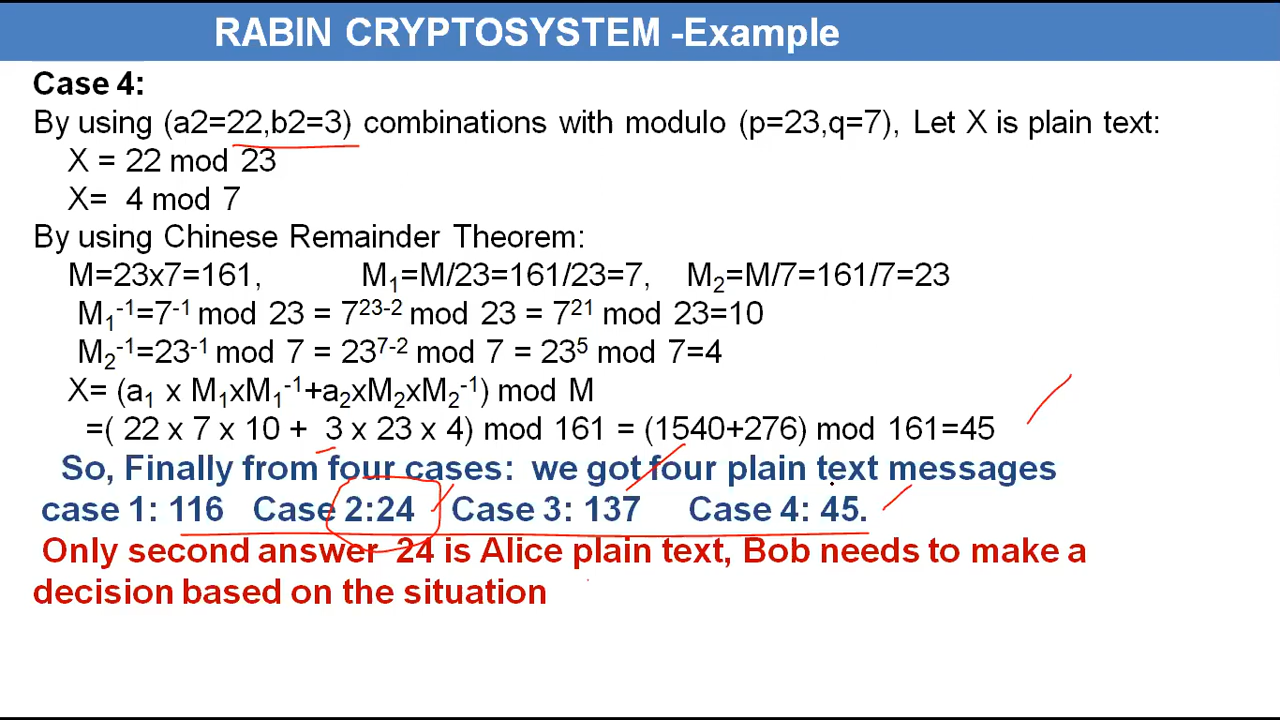 RABIN CRYPTOSYSTEM -Example
Case 4:
By using (a2=22,b2=3) combinations with modulo (p=23,q=7), Let X is plain text:
X = 22 mod 23
X= 4 mod 7
By using Chinese Remainder Theorem:
M=23x7=161, M₁=M/23=161/23=7, M₂=M/7=161/7=23
M₁⁻¹=7⁻¹ mod 23 = 7²³⁻² mod 23 = 7²¹ mod 23=10
M₂⁻¹=23⁻¹ mod 7 = 23⁷⁻² mod 7 = 23⁵ mod 7=4
X= (a₁ x M₁xM₁⁻¹+a₂xM₂xM₂⁻¹) mod M
=( 22 x 7 x 10 + 3 x 23 x 4) mod 161 = (1540+276) mod 161=45
So, Finally from four cases: we got four plain text messages
case 1: 116 Case 2:24 Case 3: 137 Case 4: 45.
Only second answer 24 is Alice plain text, Bob needs to make a
decision based on the situation